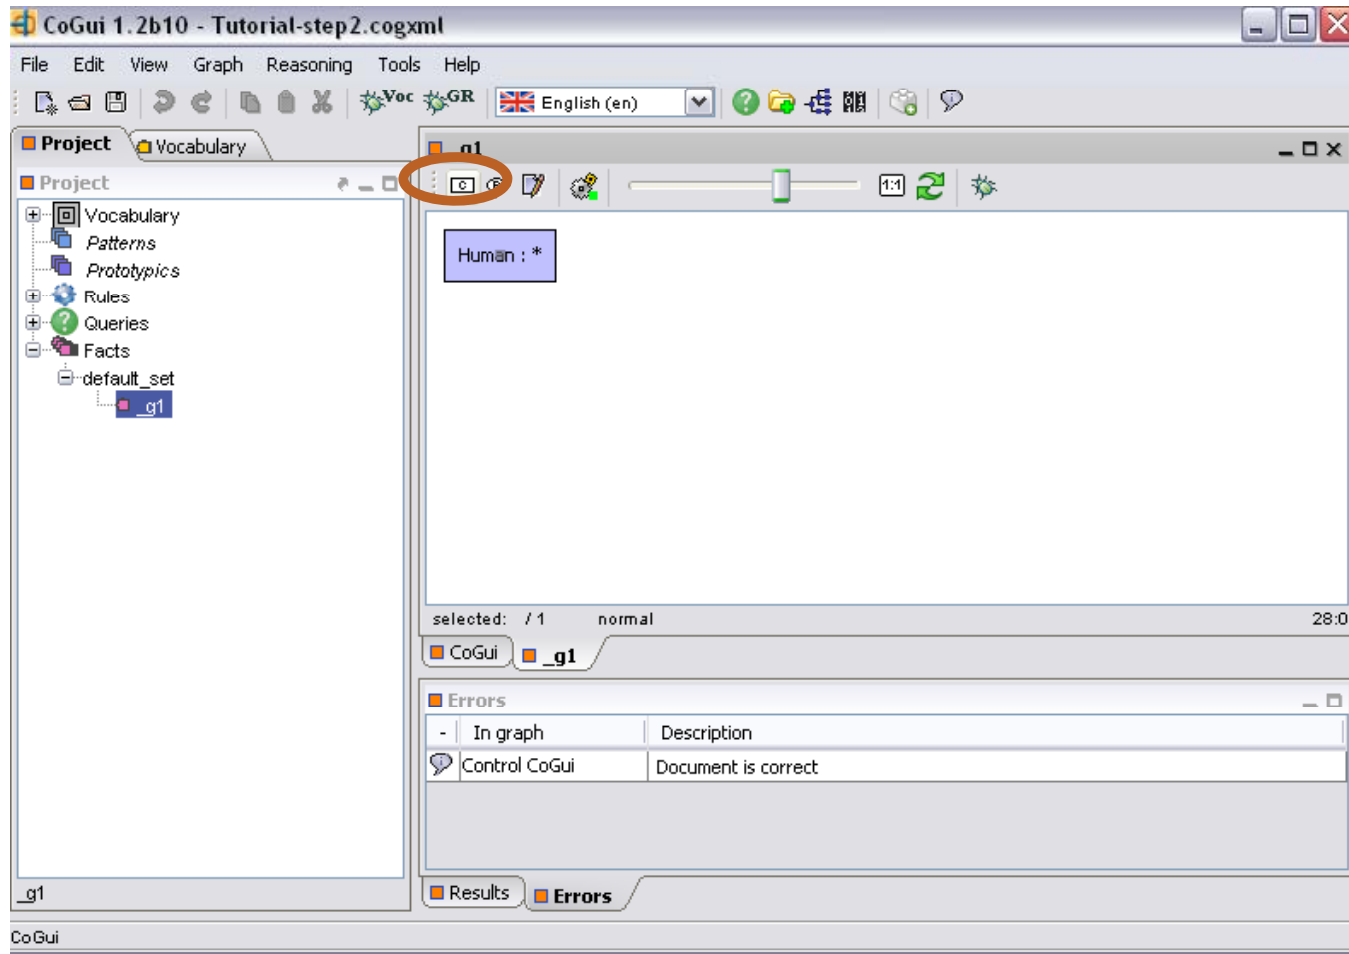 CoGui 1.2b10 - Tutorial-step2.cogxml
File Edit View Graph Reasoning Tools Help
Voc GR English (en)
Project Vocabulary
_g1
Project
C 1:1
Vocabulary
Patterns
Prototypics
Rules
Queries
Facts
default_set
_g1
Human : *
selected: / 1 normal 28:0
CoGui _g1
Errors
- In graph Description
Control CoGui Document is correct
_g1
Results Errors
CoGui